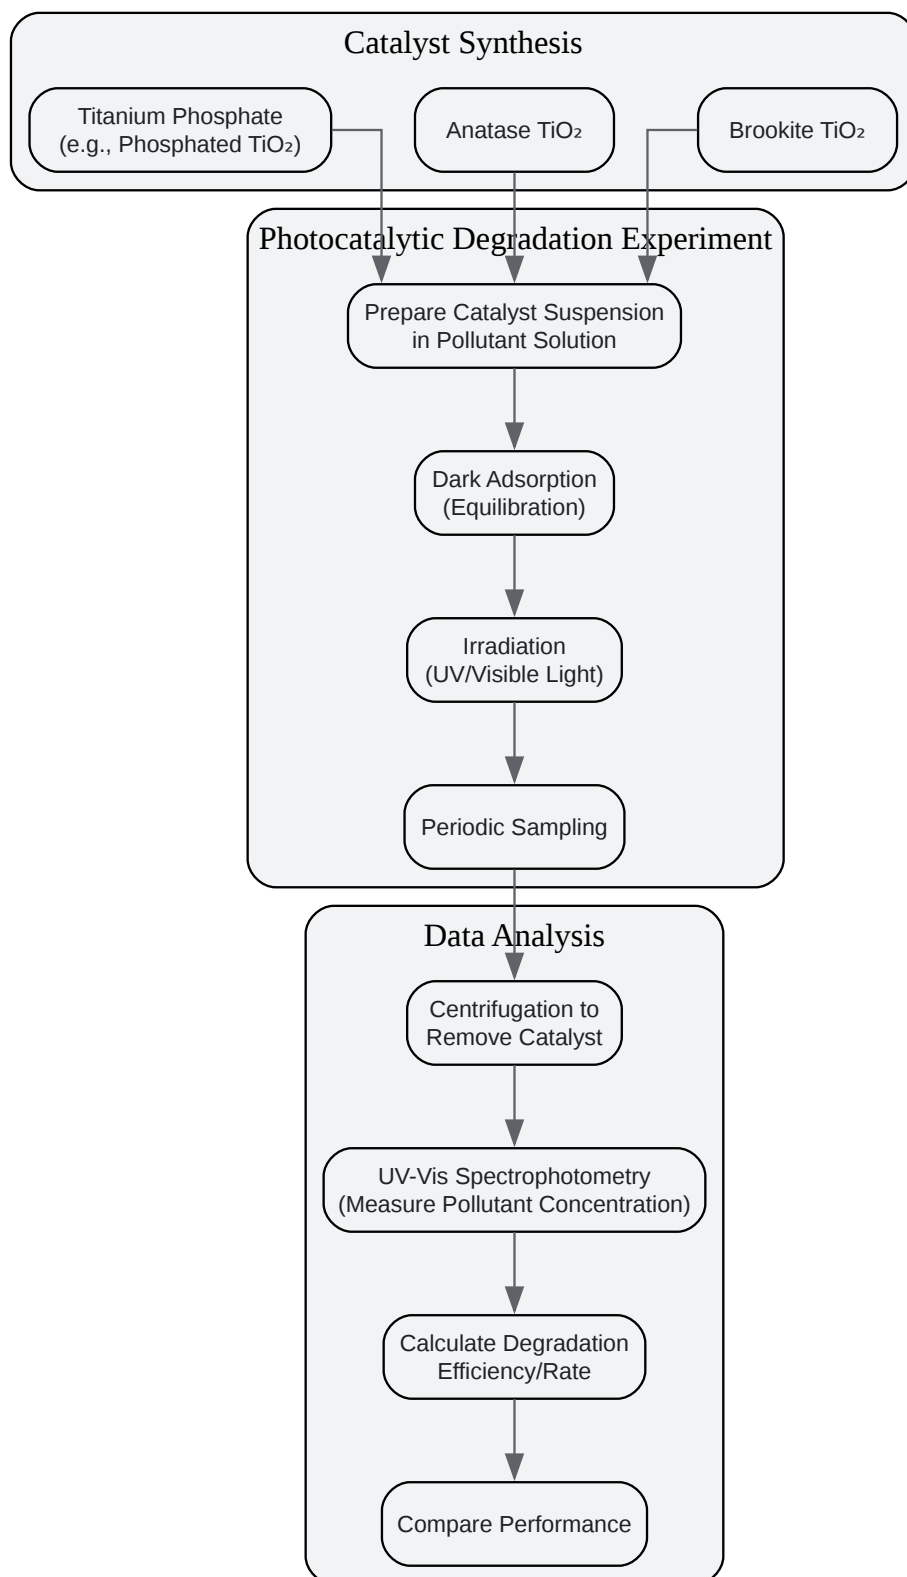 Catalyst Synthesis
Titanium Phosphate
(e.g., Phosphated TiO₂)
Anatase TiO₂
Brookite TiO₂
Photocatalytic Degradation Experiment
Prepare Catalyst Suspension
in Pollutant Solution
Dark Adsorption
(Equilibration)
Irradiation
(UV/Visible Light)
Periodic Sampling
Data Analysis
Centrifugation to
Remove Catalyst
UV-Vis Spectrophotometry
(Measure Pollutant Concentration)
Calculate Degradation
Efficiency/Rate
Compare Performance